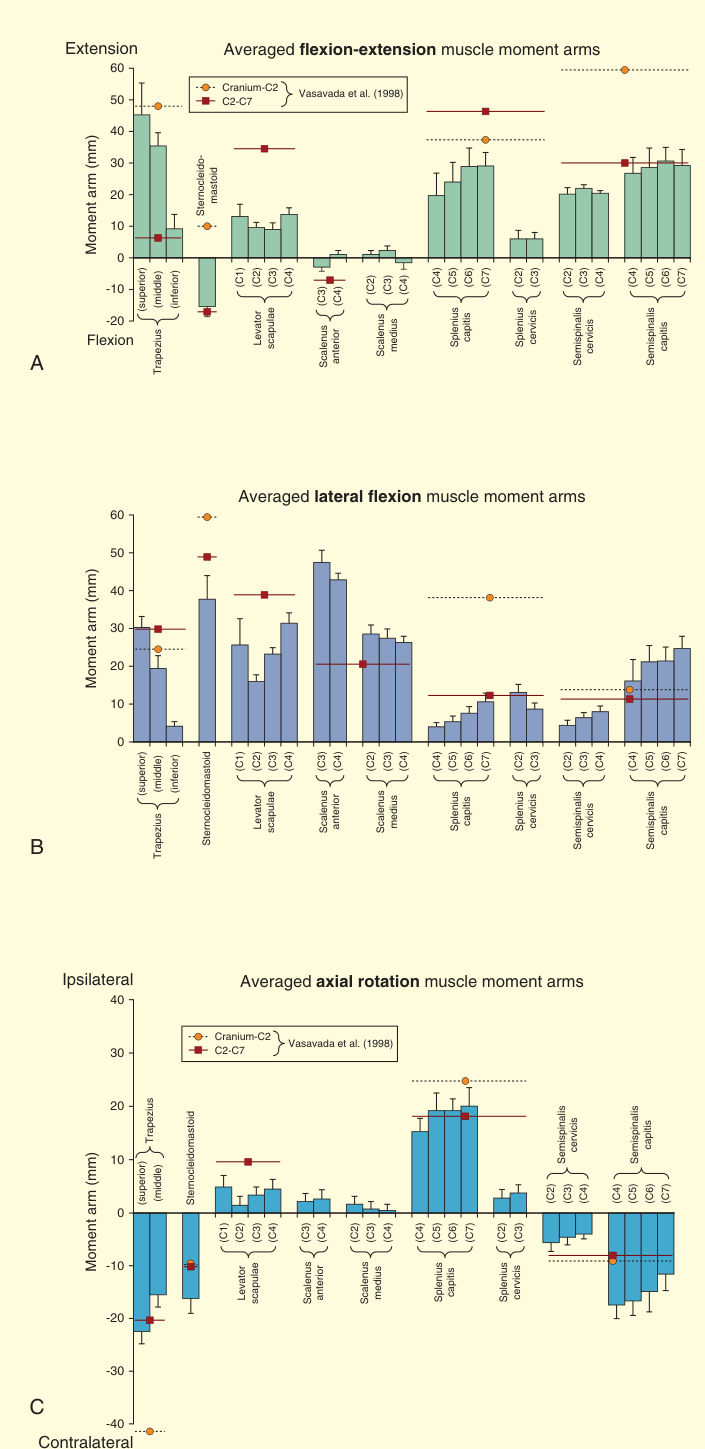 Extension
Averaged flexion-extension muscle moment arms
Cranium-C2
C2-C7
Vasavada et al. (1998)
Moment arm (mm)
60
50
40
30
20
10
0
-10
-20
Flexion
Sternocleido-
mastoid
(superior)
(middle)
(inferior)
Trapezius
(C1)
(C2)
(C3)
(C4)
Levator
scapulae
(C3)
(C4)
Scalenus
anterior
(C2)
(C3)
(C4)
Scalenus
medius
(C4)
(C5)
(C6)
(C7)
Splenius
capitis
(C2)
(C3)
Splenius
cervicis
(C2)
(C3)
(C4)
Semispinalis
cervicis
(C4)
(C5)
(C6)
(C7)
Semispinalis
capitis
A
Averaged lateral flexion muscle moment arms
Moment arm (mm)
60
50
40
30
20
10
0
(superior)
(middle)
(inferior)
Trapezius
Sternocleidomastoid
(C1)
(C2)
(C3)
(C4)
Levator
scapulae
(C3)
(C4)
Scalenus
anterior
(C2)
(C3)
(C4)
Scalenus
medius
(C4)
(C5)
(C6)
(C7)
Splenius
capitis
(C2)
(C3)
Splenius
cervicis
(C2)
(C3)
(C4)
Semispinalis
cervicis
(C4)
(C5)
(C6)
(C7)
Semispinalis
capitis
B
Ipsilateral
Averaged axial rotation muscle moment arms
Cranium-C2
C2-C7
Vasavada et al. (1998)
Moment arm (mm)
40
30
20
10
0
-10
-20
-30
-40
Contralateral
(superior)
(middle)
Trapezius
Sternocleidomastoid
(C1)
(C2)
(C3)
(C4)
Levator
scapulae
(C3)
(C4)
Scalenus
anterior
(C2)
(C3)
(C4)
Scalenus
medius
(C4)
(C5)
(C6)
(C7)
Splenius
capitis
(C2)
(C3)
Splenius
cervicis
(C2)
(C3)
(C4)
Semispinalis
cervicis
(C4)
(C5)
(C6)
(C7)
Semispinalis
capitis
C